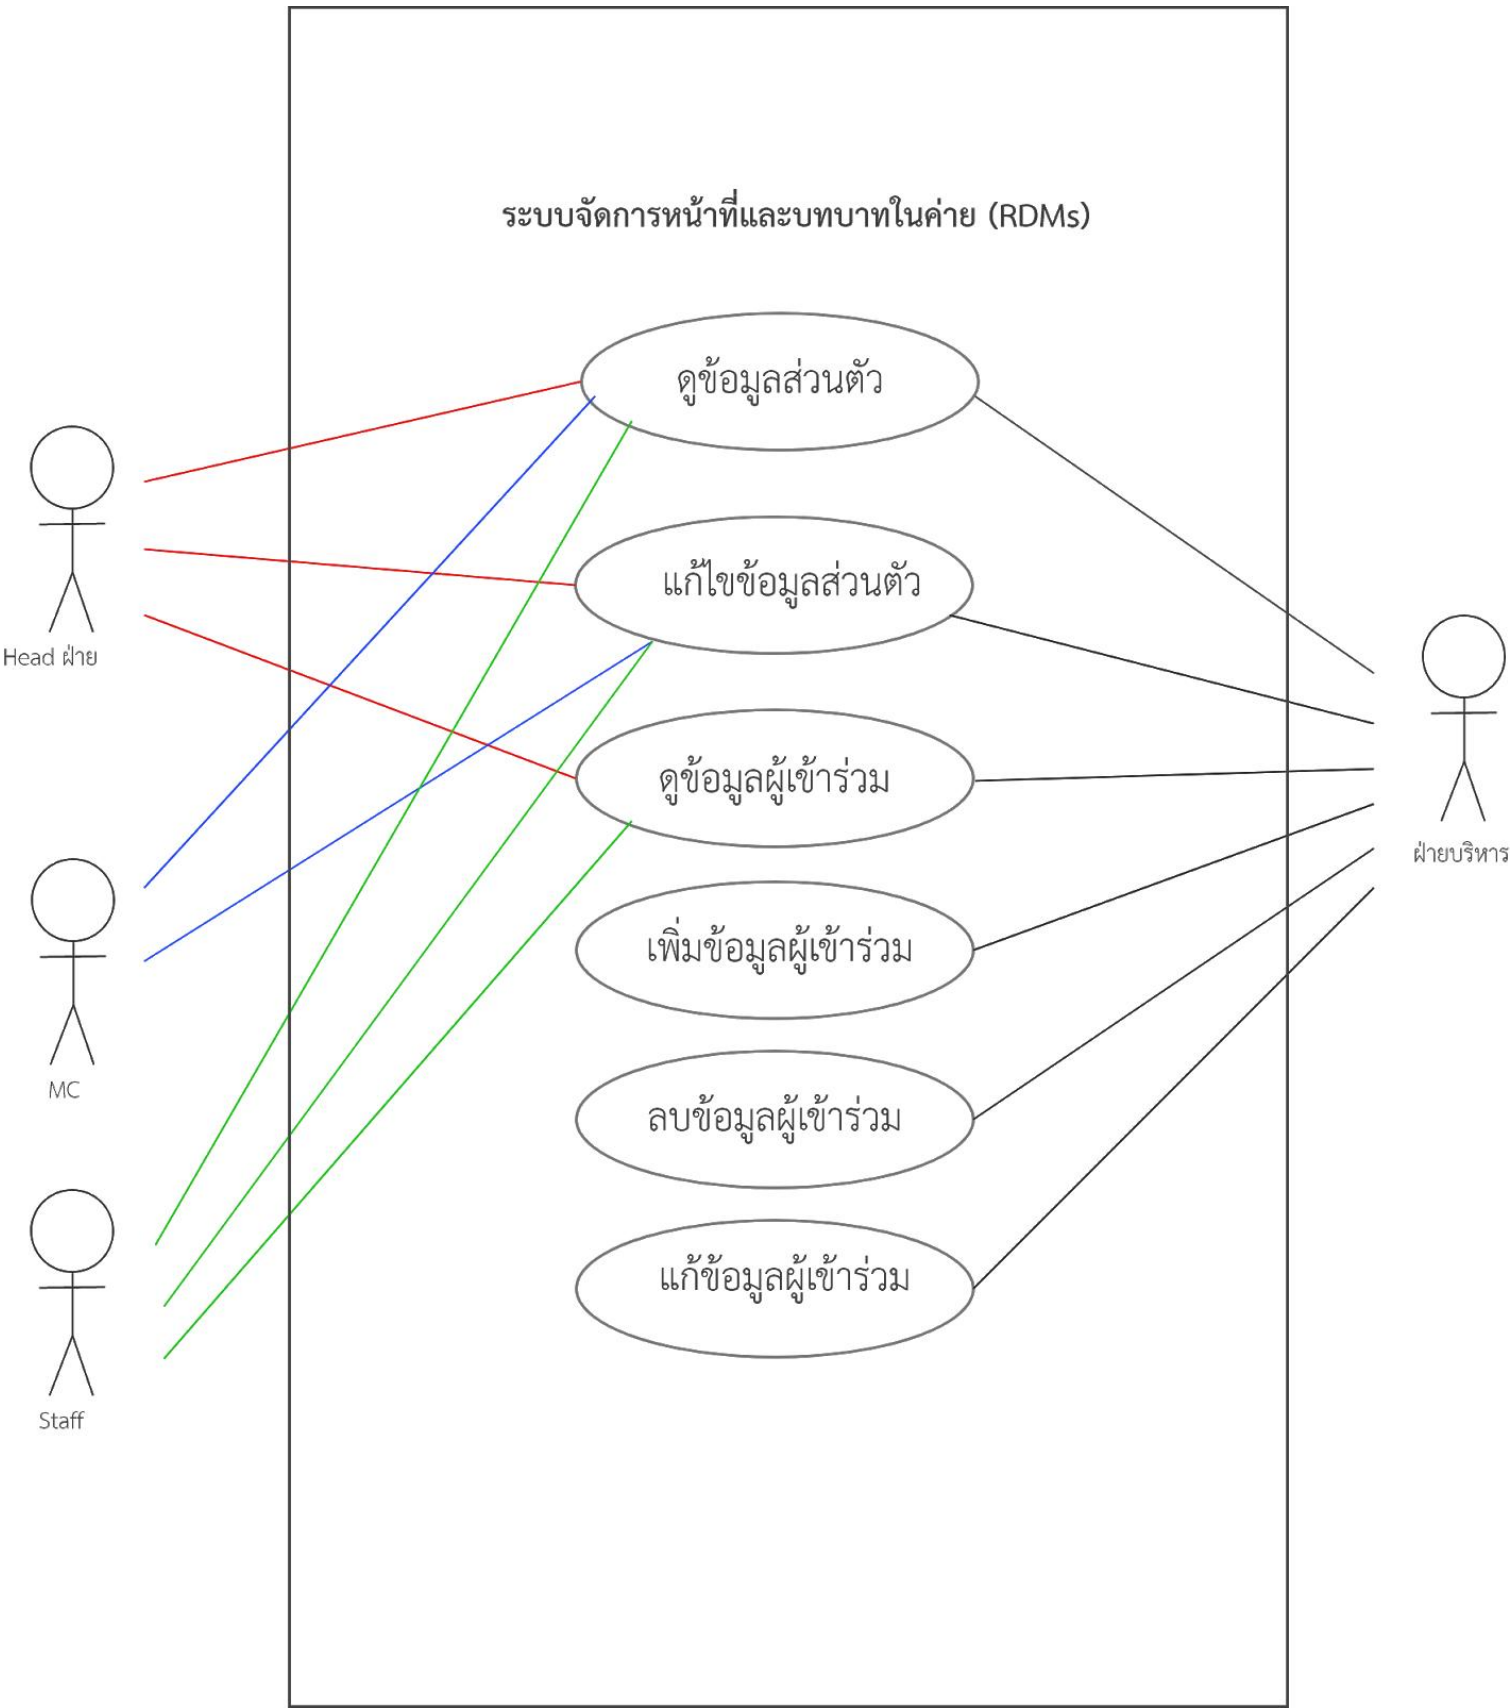 ระบบจัดการหน้าที่และบทบาทในค่าย (RDMs)
ดูข้อมูลส่วนตัว
แก้ไขข้อมูลส่วนตัว
Head ฝ่าย
ดูข้อมูลผู้เข้าร่วม
ฝ่ายบริหาร
เพิ่มข้อมูลผู้เข้าร่วม
MC
ลบข้อมูลผู้เข้าร่วม
แก้ข้อมูลผู้เข้าร่วม
Staff